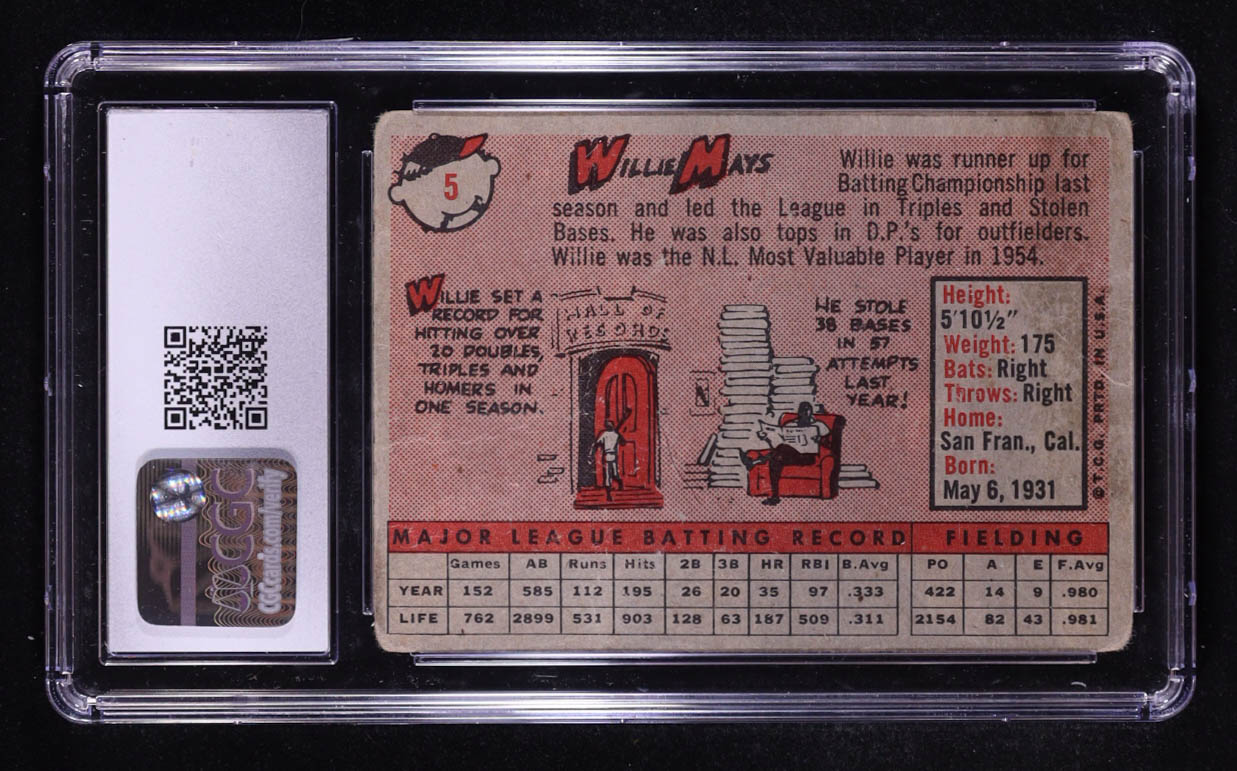 5
WILLIE MAYS
Willie was runner up for
Batting Championship last
season and led the League in Triples and Stolen
Bases. He was also tops in D.P.'s for outfielders.
Willie was the N.L. Most Valuable Player in 1954.
WILLIE SET A
RECORD FOR
HITTING OVER
20 DOUBLES,
TRIPLES AND
HOMERS IN
ONE SEASON.
HALL OF
RECORDS
HE STOLE
38 BASES
IN 57
ATTEMPTS
LAST
YEAR!
Height:
5'10½"
Weight: 175
Bats: Right
Throws: Right
Home:
San Fran., Cal.
Born:
May 6, 1931
© T.C.G. PRTD. IN U.S.A.
MAJOR LEAGUE BATTING RECORD FIELDING
Games AB Runs Hits 2B 3B HR RBI B.Avg PO A E F.Avg
YEAR 152 585 112 195 26 20 35 97 .333 422 14 9 .980
LIFE 762 2899 531 903 128 63 187 509 .311 2154 82 43 .981
CGC
CGCcards.com/verify